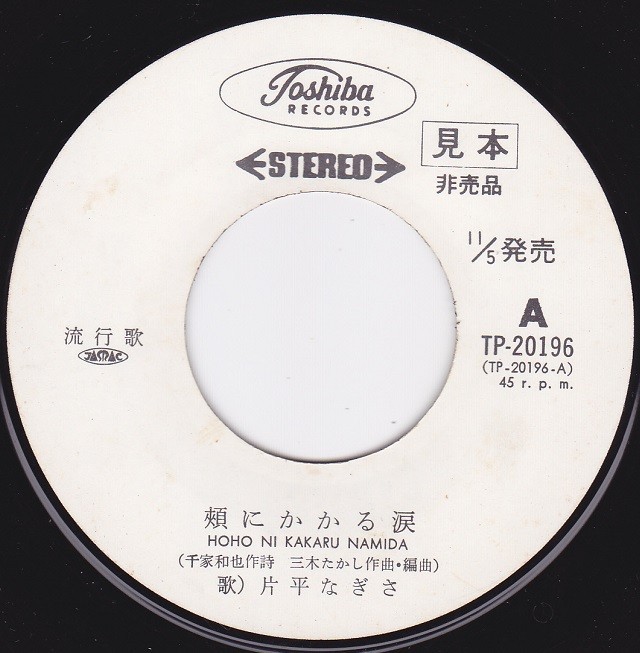 Toshiba
RECORDS
STEREO
見本
非売品
11/5発売
A
TP-20196
(TP-20196-A)
45 r. p. m.
流行歌
JASRAC
頰にかかる涙
HOHO NI KAKARU NAMIDA
(千家和也作詩 三木たかし作曲・編曲)
歌) 片平なぎさ